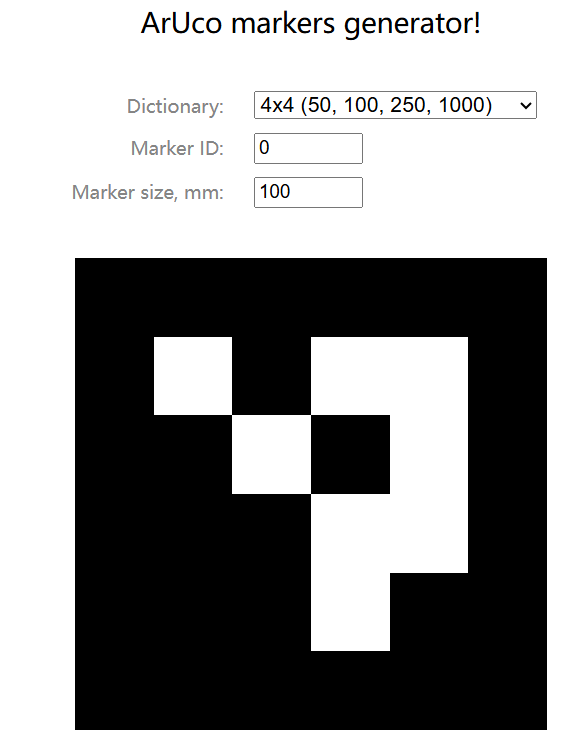 ArUco markers generator!
Dictionary: 4x4 (50, 100, 250, 1000)
Marker ID: 0
Marker size, mm: 100